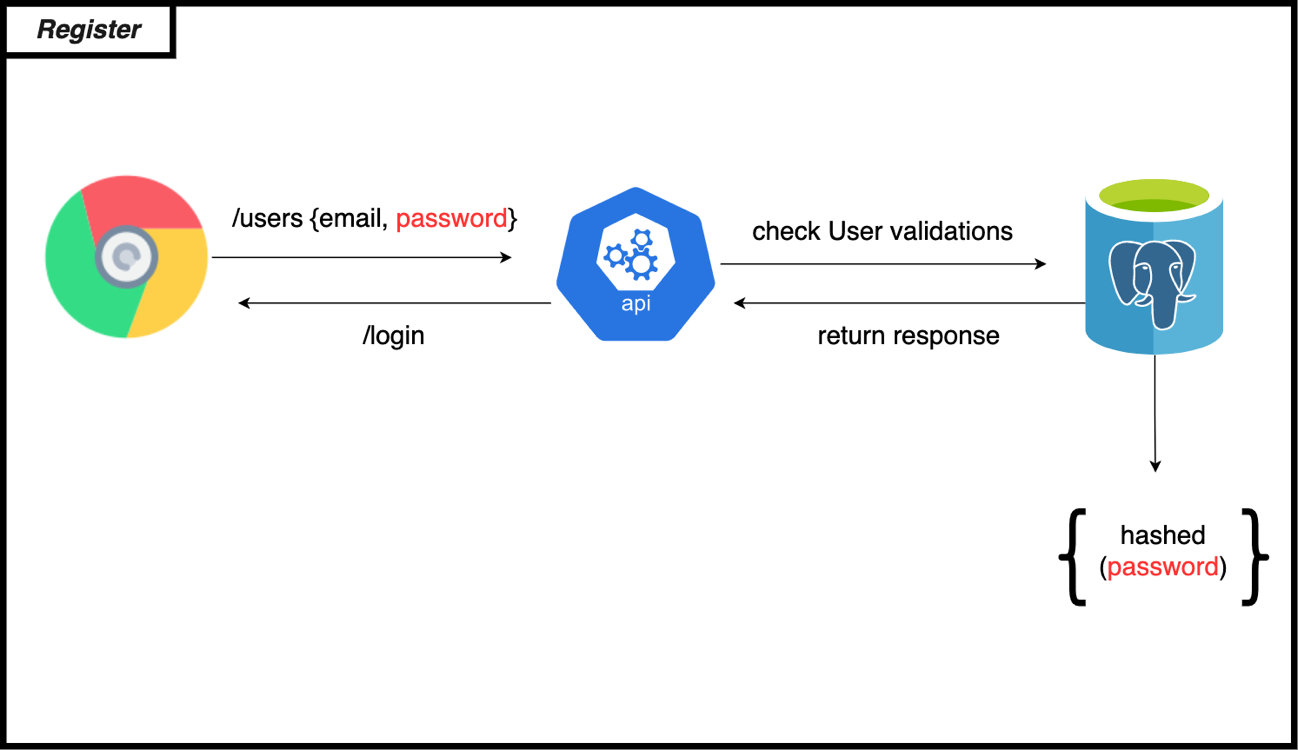 Register
/users {email, password}
check User validations
api
/login
return response
hashed
(password)